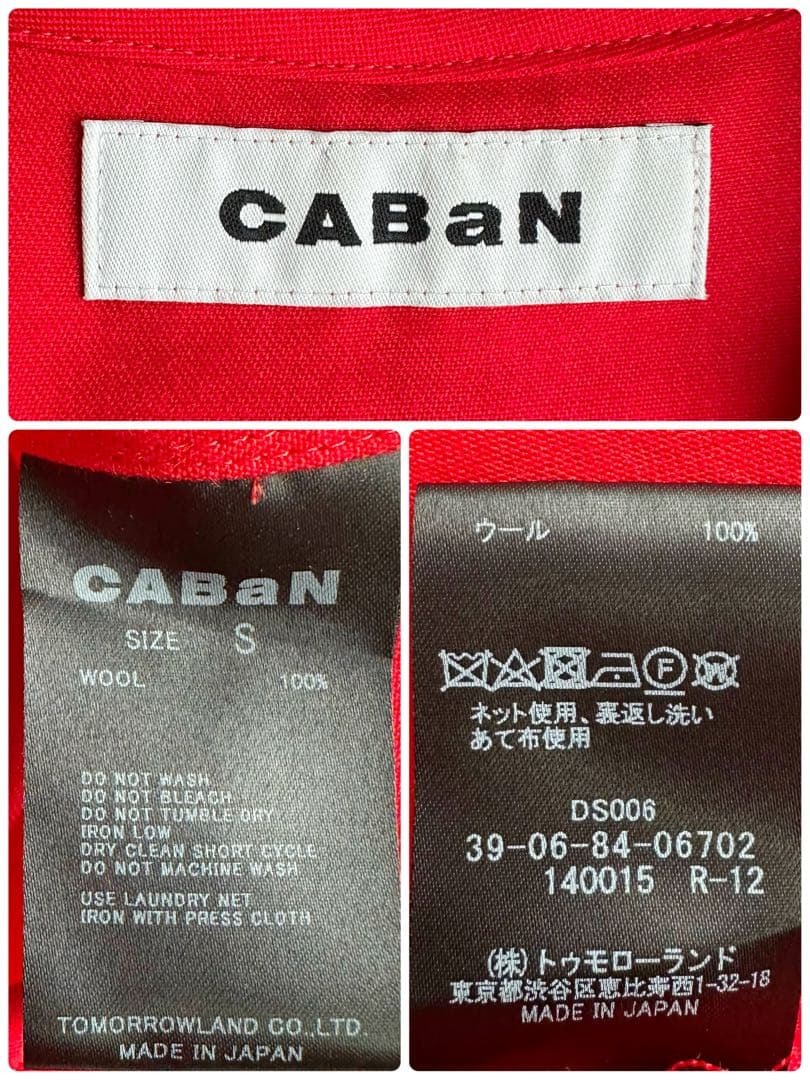 CABaN
CABaN
SIZE S
WOOL 100%
DO NOT WASH
DO NOT BLEACH
DO NOT TUMBLE DRY
IRON LOW
DRY CLEAN SHORT CYCLE
DO NOT MACHINE WASH
USE LAUNDRY NET
IRON WITH PRESS CLOTH
TOMORROWLAND CO.,LTD.
MADE IN JAPAN
ウール 100%
F W
ネット使用、裏返し洗い
あて布使用
DS006
39-06-84-06702
140015 R-12
(株)トゥモローランド
東京都渋谷区恵比寿西1-32-18
MADE IN JAPAN